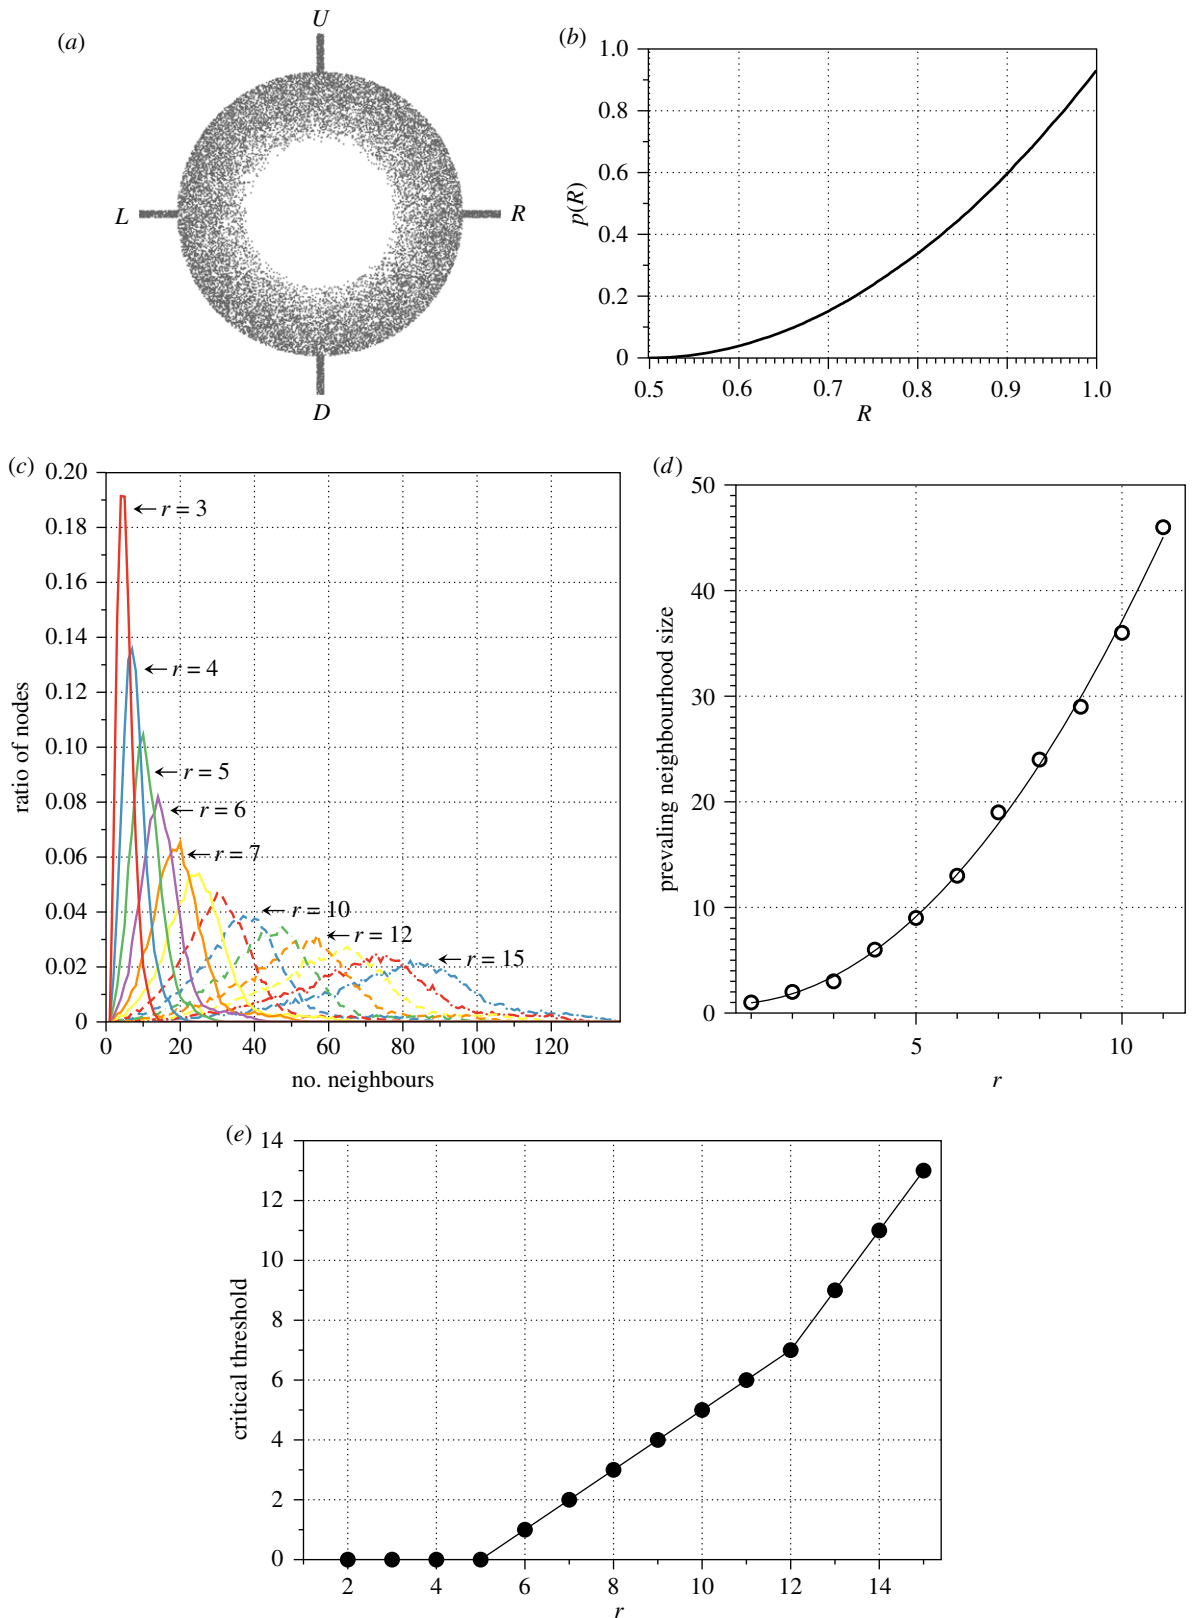 (a)
U
L
R
D
(b)
1.0
0.8
0.6
0.4
0.2
0
p(R)
0.5 0.6 0.7 0.8 0.9 1.0
R
(c)
0.20
0.18
0.16
0.14
0.12
0.10
0.08
0.06
0.04
0.02
0
ratio of nodes
←r = 3
←r = 4
←r = 5
←r = 6
←r = 7
←r = 10
←r = 12
←r = 15
0 20 40 60 80 100 120
no. neighbours
(d)
50
40
30
20
10
0
prevaling neighbourhood size
5 10
r
(e)
14
12
10
8
6
4
2
0
critical threshold
2 4 6 8 10 12 14
r